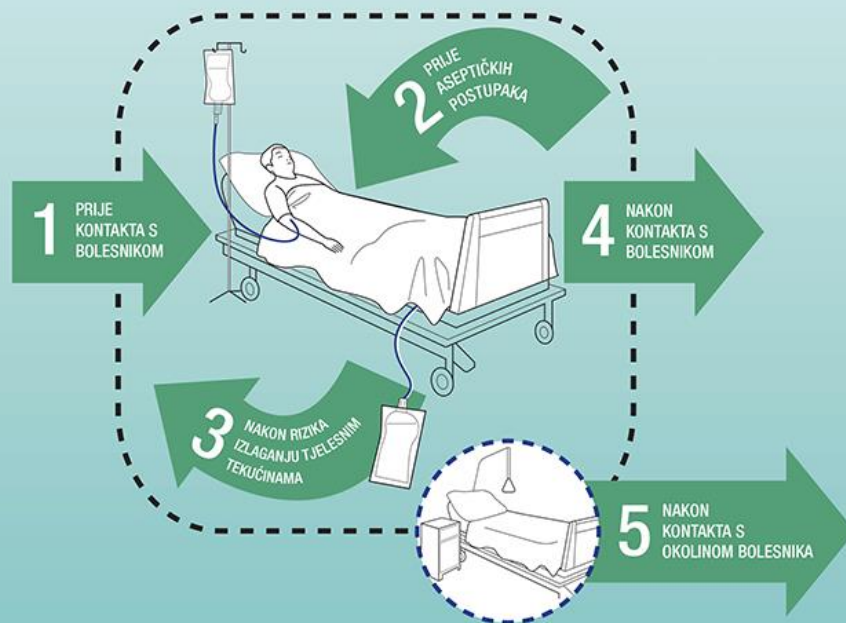 1 PRIJE
KONTAKTA S
BOLESNIKOM
2 PRIJE
ASEPTIČKIH
POSTUPAKA
3 NAKON RIZIKA
IZLAGANJU TJELESNIM
TEKUĆINAMA
4 NAKON
KONTAKTA S
BOLESNIKOM
5 NAKON
KONTAKTA S
OKOLINOM BOLESNIKA